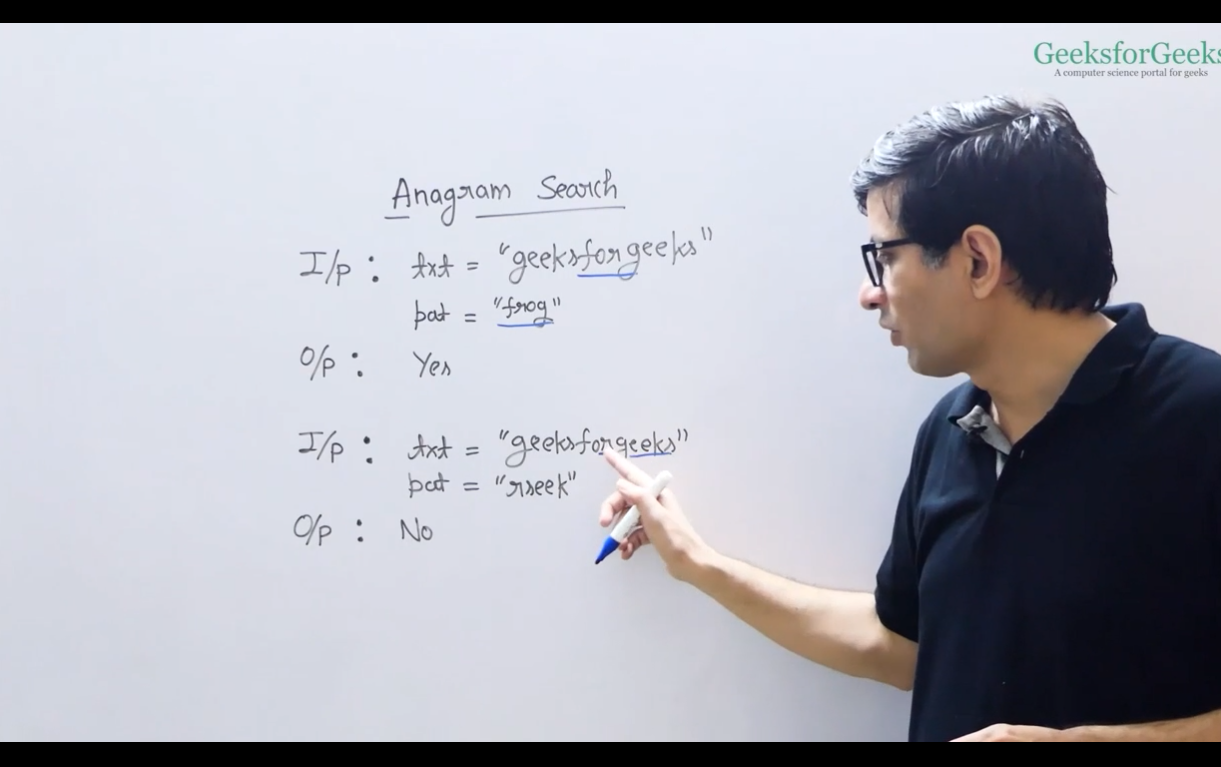 GeeksforGeeks
A computer science portal for geeks
Anagram Search
I/p : txt = "geeksforgeeks"
pat = "frog"
O/p : Yes
I/p : txt = "geeksforgeeks"
pat = "rseek"
O/p : No